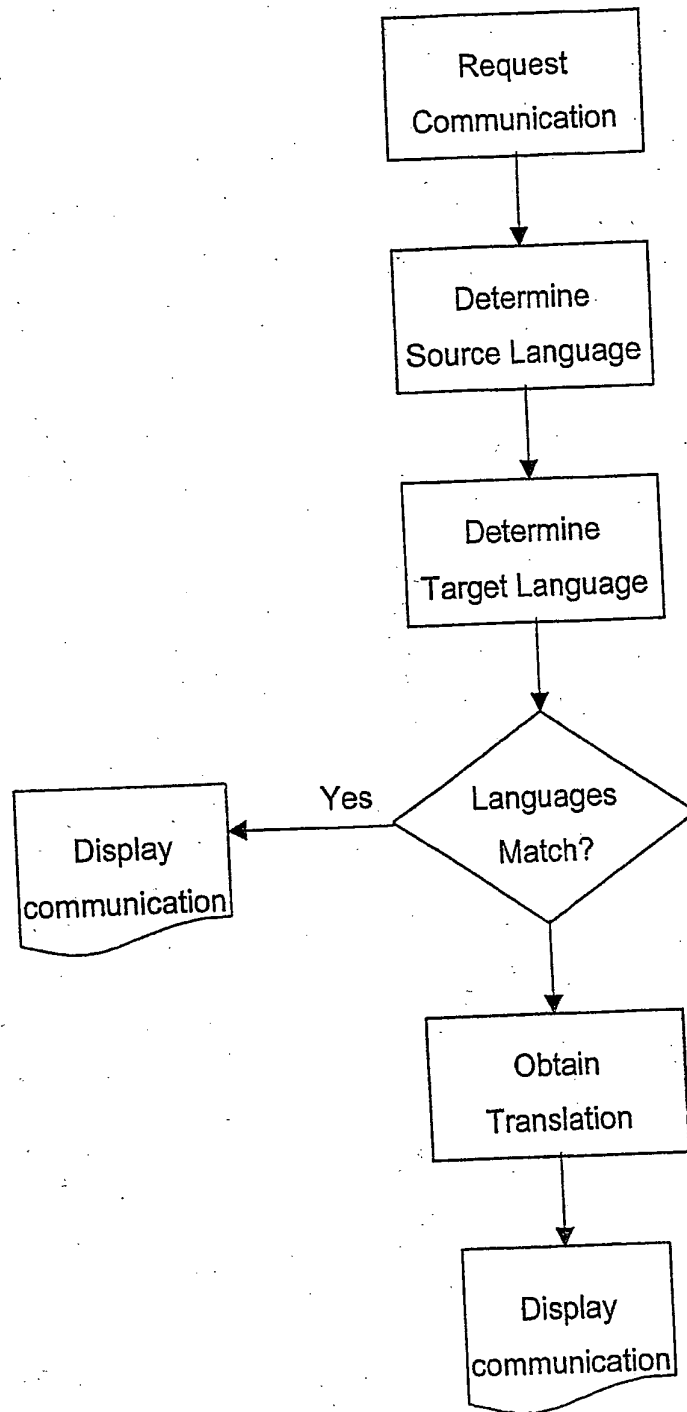 Request
Communication
Determine
Source Language
Determine
Target Language
Yes
Languages
Match?
Display
communication
Obtain
Translation
Display
communication